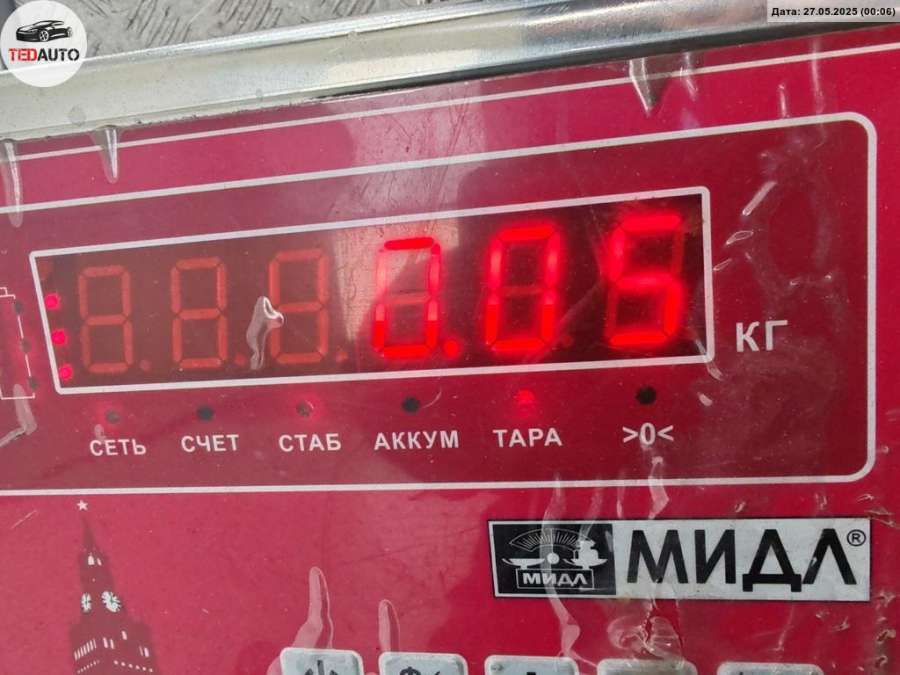 TEDAUTO
Дата: 27.05.2025 (00:06)
0.05
КГ
СЕТЬ СЧЕТ СТАБ АККУМ ТАРА >0<
МИДЛ МИДЛ®